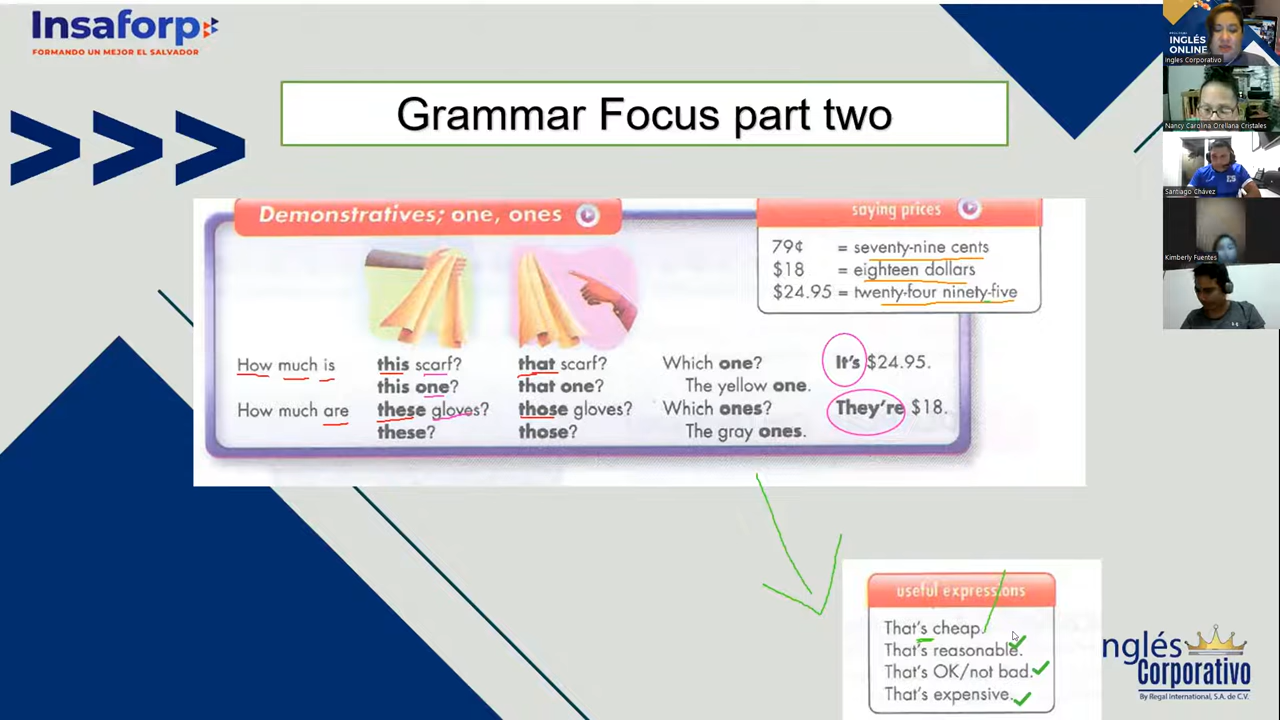 Insaforp
FORMANDO UN MEJOR EL SALVADOR
Grammar Focus part two
Demonstratives; one, ones
saying prices
79¢ = seventy-nine cents
$18 = eighteen dollars
$24.95 = twenty-four ninety-five
How much is this scarf? that scarf? Which one? It's $24.95.
this one? that one? The yellow one.
How much are these gloves? those gloves? Which ones? They're $18.
these? those? The gray ones.
useful expressions
That's cheap.
That's reasonable.
That's OK/not bad.
That's expensive.
Inglés
Corporativo
By Regal International, S.A. de C.V.
INGLÉS
ONLINE
Ingles Corporativo
Nancy Carolina Orellana Cristales
Santiago Chávez
Kimberly Fuentes